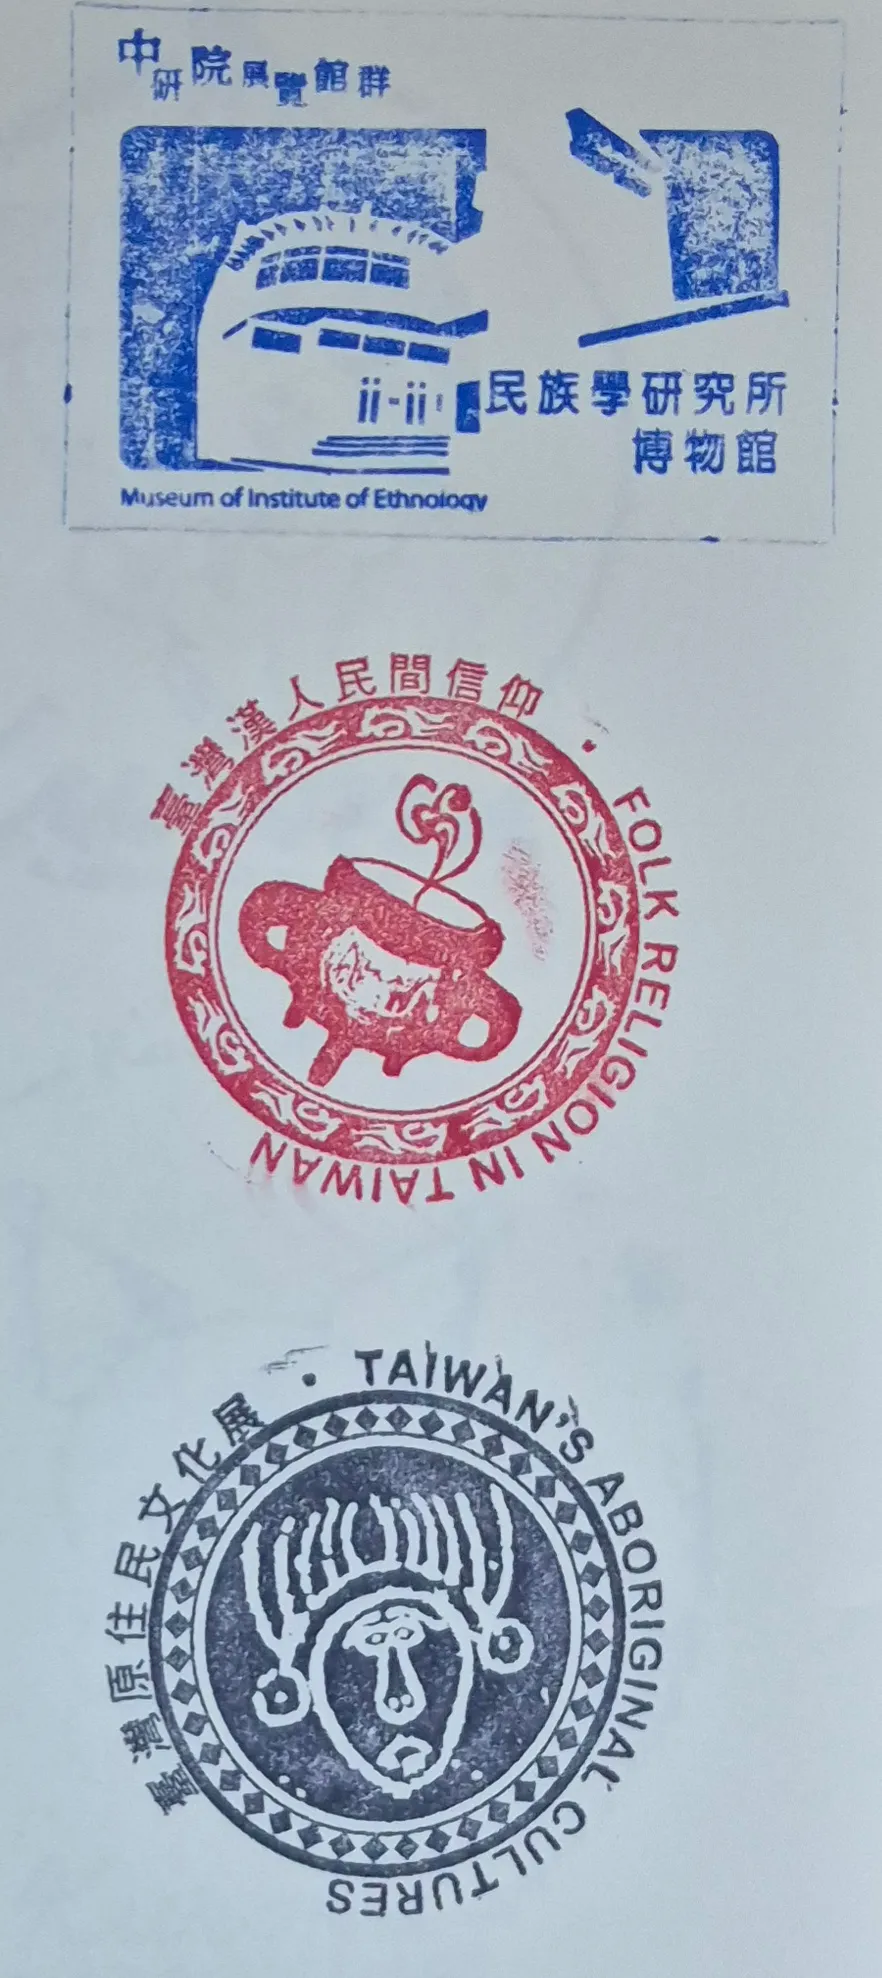 中研院展覽館群
民族學研究所
博物館
Museum of Institute of Ethnology
臺灣漢人民間信仰 · FOLK RELIGION IN TAIWAN
臺灣原住民文化展 · TAIWAN'S ABORIGINAL CULTURES